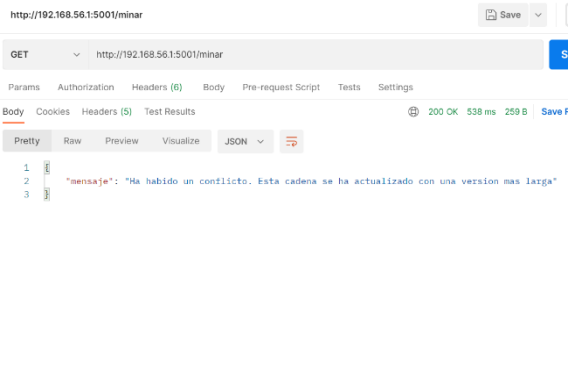 http://192.168.56.1:5001/minar
Save
GET http://192.168.56.1:5001/minar
Params Authorization Headers (6) Body Pre-request Script Tests Settings
Body Cookies Headers (5) Test Results 200 OK 538 ms 259 B Save
Pretty Raw Preview Visualize JSON
1 {
2 "mensaje": "Ha habido un conflicto. Esta cadena se ha actualizado con una version mas larga"
3 }